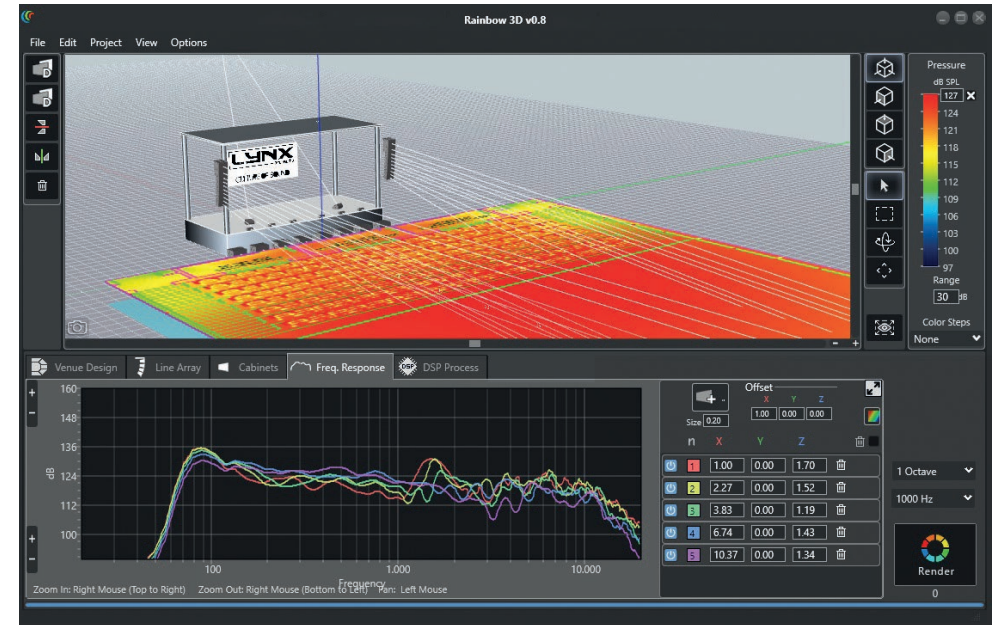 Rainbow 3D v0.8
File Edit Project View Options
D
D
LYNX
CULTURE OF SOUND
Pressure
dB SPL
127
124
121
118
115
112
109
106
103
100
97
Range
30 dB
Color Steps
None
- +
Venue Design Line Array Cabinets Freq. Response DSP DSP Process
+
-
+
-
dB
160
148
136
124
112
100
100 1.000 10.000
Frequency
Zoom In: Right Mouse (Top to Right) Zoom Out: Right Mouse (Bottom to Left) Pan: Left Mouse
Offset
X Y Z
Size 0.20 1.00 0.00 0.00
n X Y Z
1 1.00 0.00 1.70
2 2.27 0.00 1.52
3 3.83 0.00 1.19
4 6.74 0.00 1.43
5 10.37 0.00 1.34
1 Octave
1000 Hz
Render
0